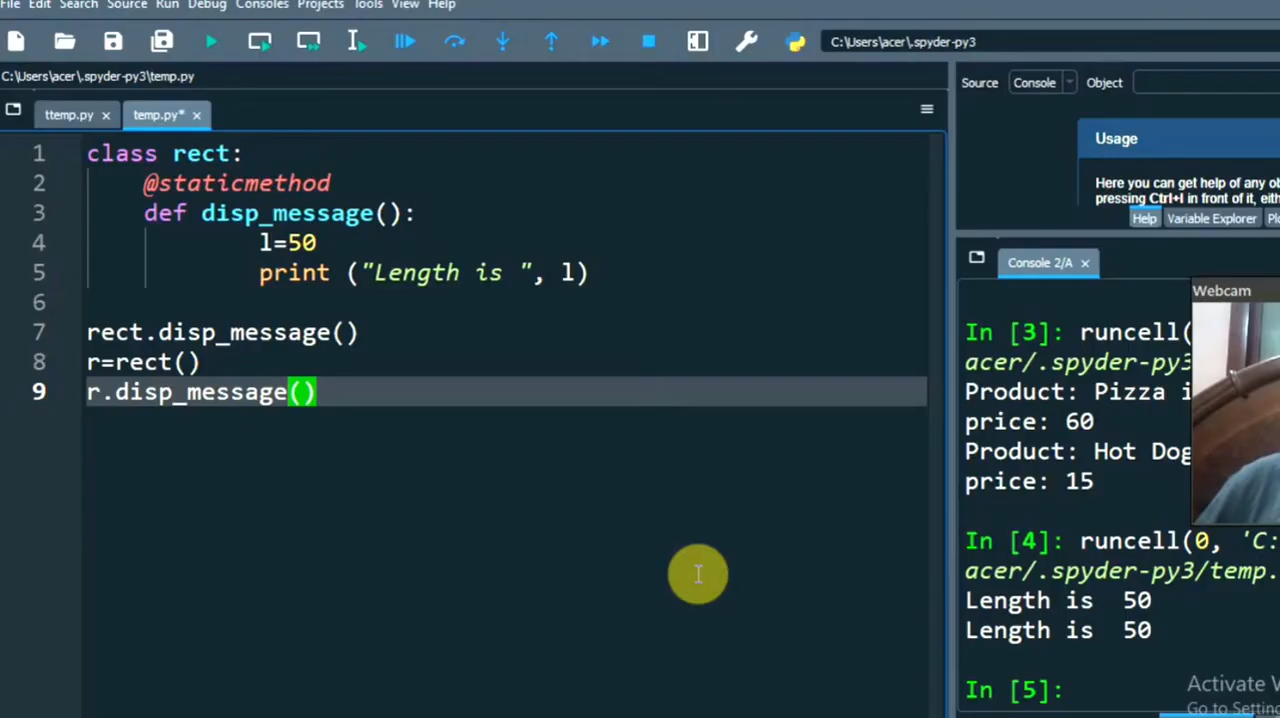 File Edit Search Source Run Debug Consoles Projects Tools View Help
C:\Users\acer\.spyder-py3
C:\Users\acer\.spyder-py3\temp.py
ttemp.py
temp.py*
1 class rect:
2 @staticmethod
3 def disp_message():
4 l=50
5 print ("Length is ", l)
6
7 rect.disp_message()
8 r=rect()
9 r.disp_message()
Source Console Object
Usage
Here you can get help of any
pressing Ctrl+I in front of it,
Help Variable Explorer
Console 2/A
Webcam
In [3]: runcell(
acer/.spyder-py3
Product: Pizza
price: 60
Product: Hot Dog
price: 15
In [4]: runcell(0, 'C:
acer/.spyder-py3/temp.
Length is  50
Length is  50
In [5]:
Activate
Go to